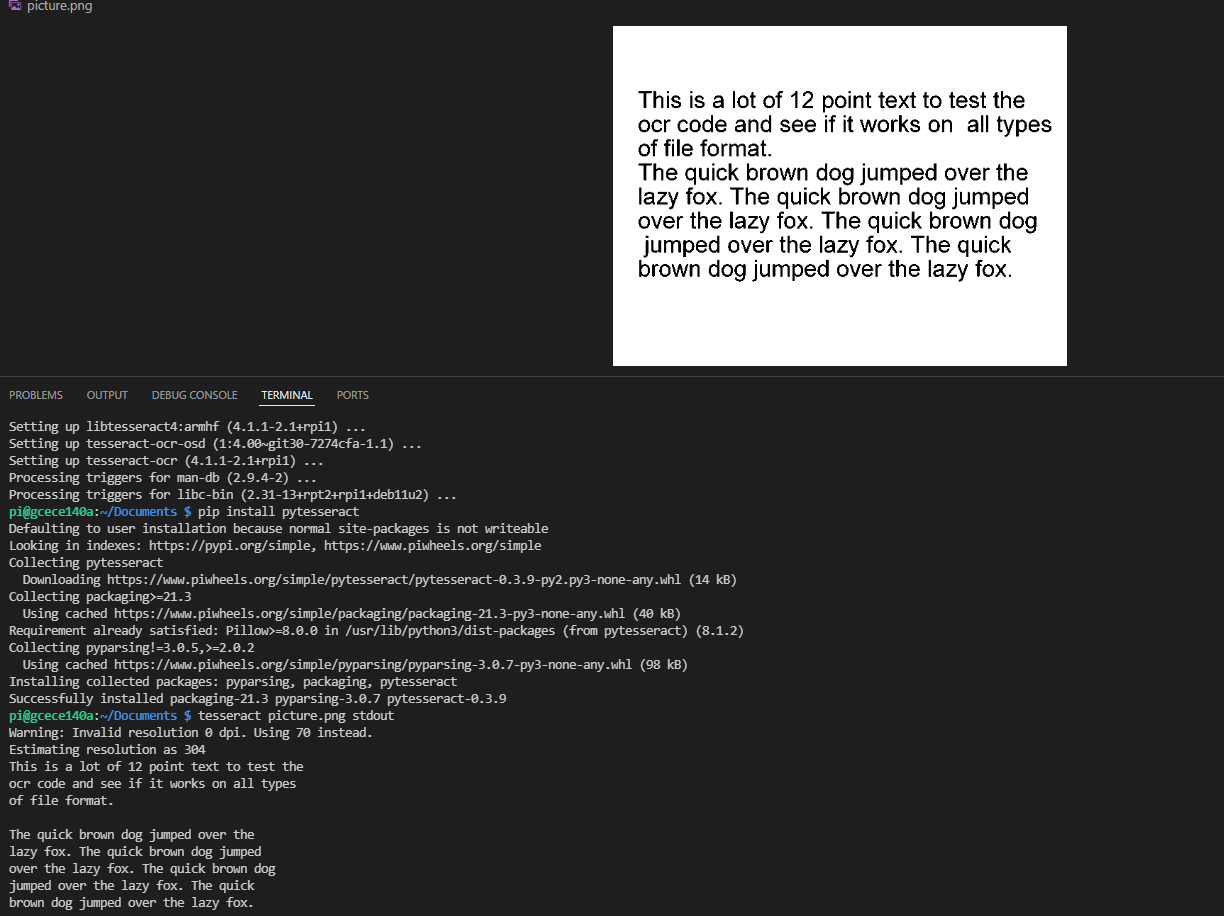 picture.png
This is a lot of 12 point text to test the
ocr code and see if it works on  all types
of file format.
The quick brown dog jumped over the
lazy fox. The quick brown dog jumped
over the lazy fox. The quick brown dog
jumped over the lazy fox. The quick
brown dog jumped over the lazy fox.
PROBLEMS OUTPUT DEBUG CONSOLE TERMINAL PORTS
Setting up libtesseract4:armhf (4.1.1-2.1+rpi1) ...
Setting up tesseract-ocr-osd (1:4.00~git30-7274cfa-1.1) ...
Setting up tesseract-ocr (4.1.1-2.1+rpi1) ...
Processing triggers for man-db (2.9.4-2) ...
Processing triggers for libc-bin (2.31-13+rpt2+rpi1+deb11u2) ...
pi@gcece140a:~/Documents $ pip install pytesseract
Defaulting to user installation because normal site-packages is not writeable
Looking in indexes: https://pypi.org/simple, https://www.piwheels.org/simple
Collecting pytesseract
  Downloading https://www.piwheels.org/simple/pytesseract/pytesseract-0.3.9-py2.py3-none-any.whl (14 kB)
Collecting packaging>=21.3
  Using cached https://www.piwheels.org/simple/packaging/packaging-21.3-py3-none-any.whl (40 kB)
Requirement already satisfied: Pillow>=8.0.0 in /usr/lib/python3/dist-packages (from pytesseract) (8.1.2)
Collecting pyparsing!=3.0.5,>=2.0.2
  Using cached https://www.piwheels.org/simple/pyparsing/pyparsing-3.0.7-py3-none-any.whl (98 kB)
Installing collected packages: pyparsing, packaging, pytesseract
Successfully installed packaging-21.3 pyparsing-3.0.7 pytesseract-0.3.9
pi@gcece140a:~/Documents $ tesseract picture.png stdout
Warning: Invalid resolution 0 dpi. Using 70 instead.
Estimating resolution as 304
This is a lot of 12 point text to test the
ocr code and see if it works on all types
of file format.

The quick brown dog jumped over the
lazy fox. The quick brown dog jumped
over the lazy fox. The quick brown dog
jumped over the lazy fox. The quick
brown dog jumped over the lazy fox.